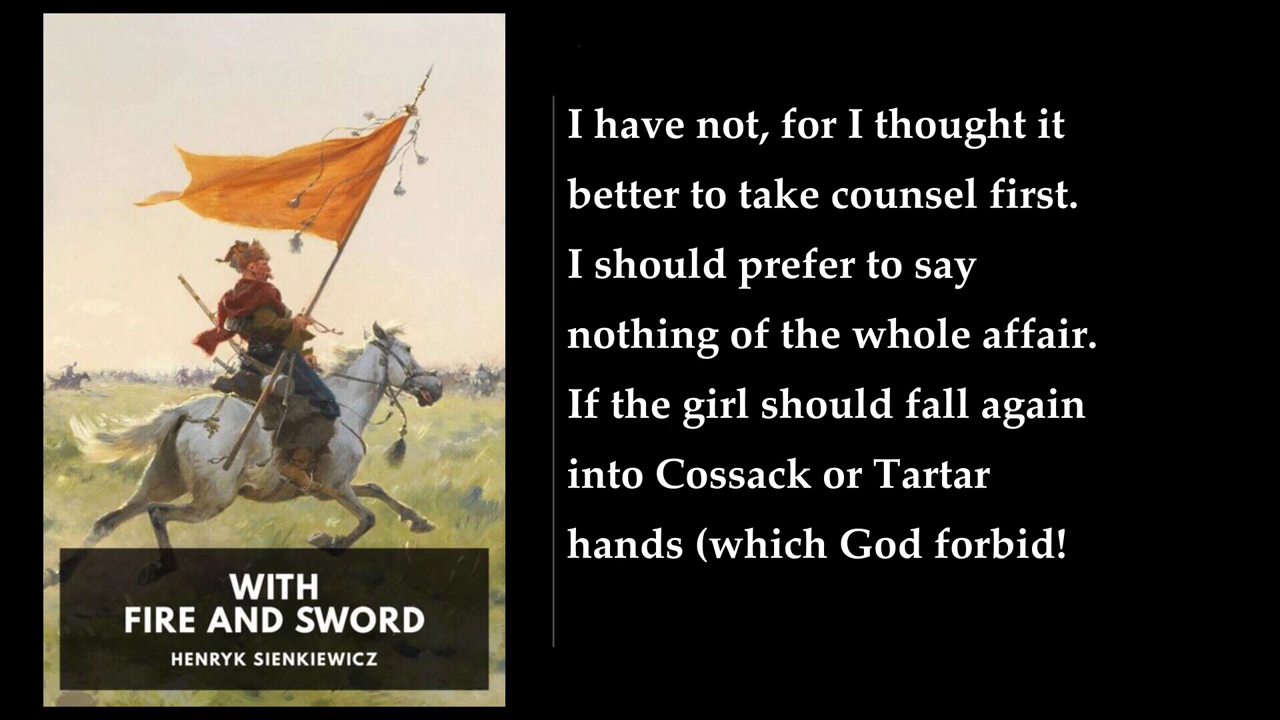 WITH
FIRE AND SWORD
HENRYK SIENKIEWICZ
I have not, for I thought it
better to take counsel first.
I should prefer to say
nothing of the whole affair.
If the girl should fall again
into Cossack or Tartar
hands (which God forbid!